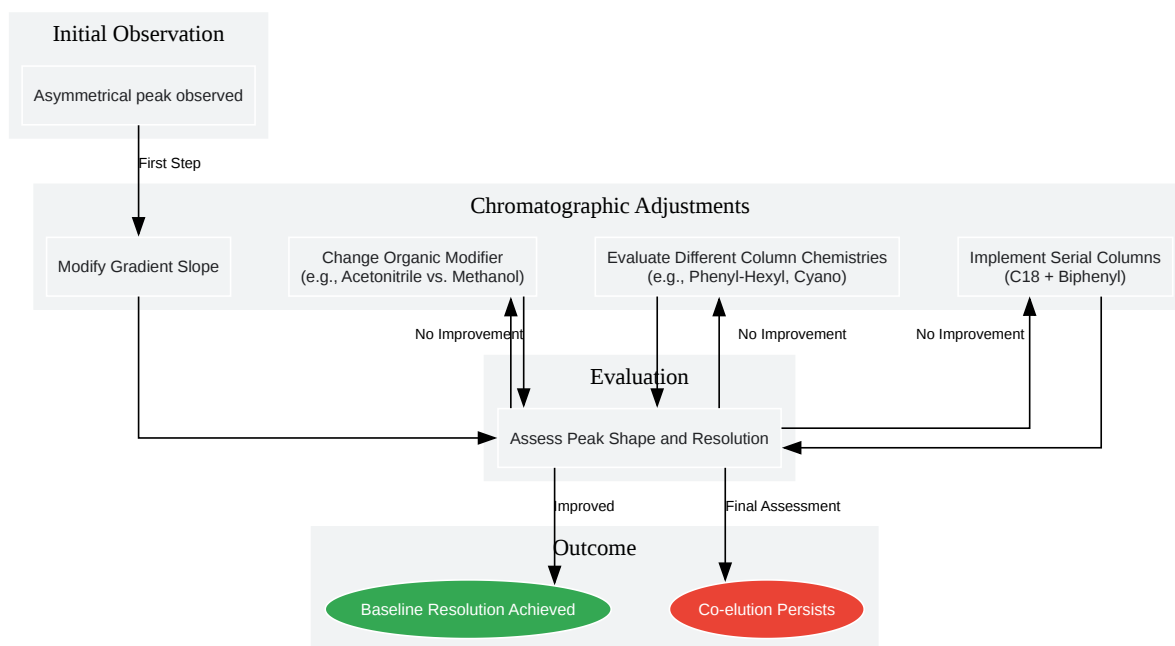 Initial Observation
Asymmetrical peak observed
First Step
Chromatographic Adjustments
Modify Gradient Slope
Change Organic Modifier
(e.g., Acetonitrile vs. Methanol)
Evaluate Different Column Chemistries
(e.g., Phenyl-Hexyl, Cyano)
Implement Serial Columns
(C18 + Biphenyl)
No Improvement
No Improvement
No Improvement
Evaluation
Assess Peak Shape and Resolution
Improved
Final Assessment
Outcome
Baseline Resolution Achieved
Co-elution Persists